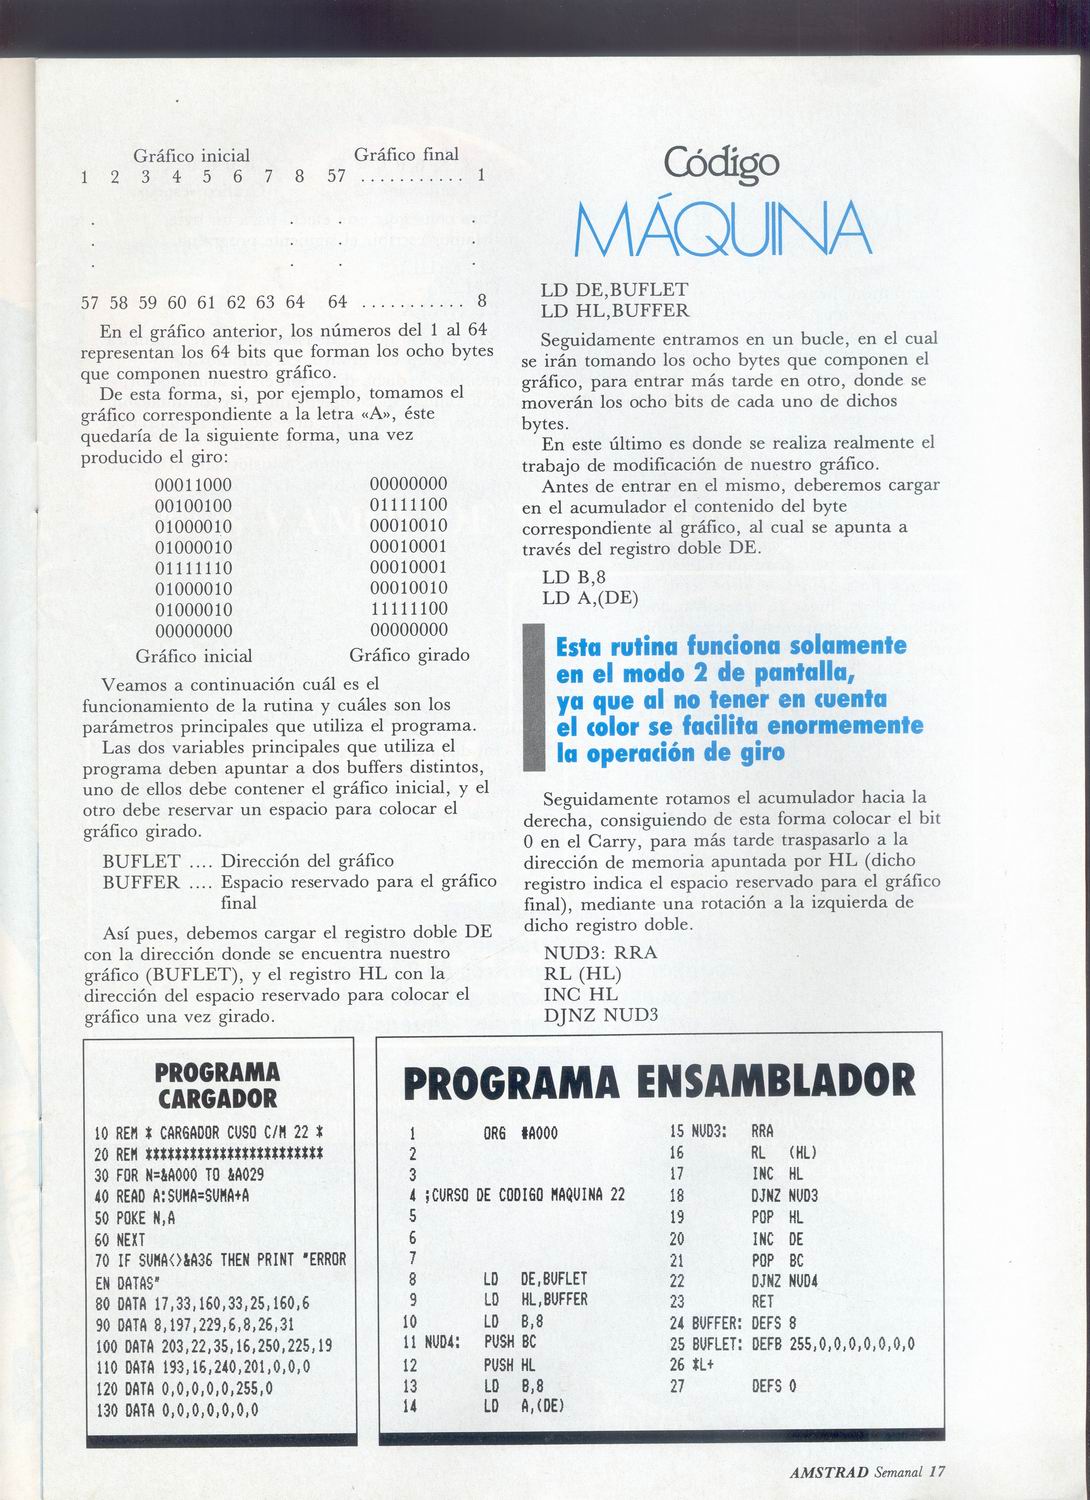 Gráfico inicial Gráfico final
1 2 3 4 5 6 7 8 57 ........... 1
. . . .
. . . .
. . . .
57 58 59 60 61 62 63 64 64 ........... 8
En el gráfico anterior, los números del 1 al 64
representan los 64 bits que forman los ocho bytes
que componen nuestro gráfico.
De esta forma, si, por ejemplo, tomamos el
gráfico correspondiente a la letra «A», éste
quedaría de la siguiente forma, una vez
producido el giro:
00011000 00000000
00100100 01111100
01000010 00010010
01000010 00010001
01111110 00010001
01000010 00010010
01000010 11111100
00000000 00000000
Gráfico inicial Gráfico girado
Veamos a continuación cuál es el
funcionamiento de la rutina y cuáles son los
parámetros principales que utiliza el programa.
Las dos variables principales que utiliza el
programa deben apuntar a dos buffers distintos,
uno de ellos debe contener el gráfico inicial, y el
otro debe reservar un espacio para colocar el
gráfico girado.
BUFLET .... Dirección del gráfico
BUFFER .... Espacio reservado para el gráfico
final
Así pues, debemos cargar el registro doble DE
con la dirección donde se encuentra nuestro
gráfico (BUFLET), y el registro HL con la
dirección del espacio reservado para colocar el
gráfico una vez girado.
Código
MÁQUINA
LD DE,BUFLET
LD HL,BUFFER
Seguidamente entramos en un bucle, en el cual
se irán tomando los ocho bytes que componen el
gráfico, para entrar más tarde en otro, donde se
moverán los ocho bits de cada uno de dichos
bytes.
En este último es donde se realiza realmente el
trabajo de modificación de nuestro gráfico.
Antes de entrar en el mismo, deberemos cargar
en el acumulador el contenido del byte
correspondiente al gráfico, al cual se apunta a
través del registro doble DE.
LD B,8
LD A,(DE)
Esta rutina funciona solamente
en el modo 2 de pantalla,
ya que al no tener en cuenta
el color se facilita enormemente
la operación de giro
Seguidamente rotamos el acumulador hacia la
derecha, consiguiendo de esta forma colocar el bit
0 en el Carry, para más tarde traspasarlo a la
dirección de memoria apuntada por HL (dicho
registro indica el espacio reservado para el gráfico
final), mediante una rotación a la izquierda de
dicho registro doble.
NUD3: RRA
RL (HL)
INC HL
DJNZ NUD3
PROGRAMA
CARGADOR
10 REM * CARGADOR CUSO C/M 22 *
20 REM ************************
30 FOR N=&A000 TO &A029
40 READ A:SUMA=SUMA+A
50 POKE N,A
60 NEXT
70 IF SUMA<>&A36 THEN PRINT "ERROR
EN DATAS"
80 DATA 17,33,160,33,25,160,6
90 DATA 8,197,229,6,8,26,31
100 DATA 203,22,35,16,250,225,19
110 DATA 193,16,240,201,0,0,0
120 DATA 0,0,0,0,0,255,0
130 DATA 0,0,0,0,0,0,0
PROGRAMA ENSAMBLADOR
1 ORG #A000
2
3
4 ;CURSO DE CODIGO MAQUINA 22
5
6
7
8 LD DE,BUFLET
9 LD HL,BUFFER
10 LD B,8
11 NUD4: PUSH BC
12 PUSH HL
13 LD B,8
14 LD A,(DE)
15 NUD3: RRA
16 RL (HL)
17 INC HL
18 DJNZ NUD3
19 POP HL
20 INC DE
21 POP BC
22 DJNZ NUD4
23 RET
24 BUFFER: DEFS 8
25 BUFLET: DEFB 255,0,0,0,0,0,0,0
26 *L+
27 DEFS 0
AMSTRAD Semanal 17